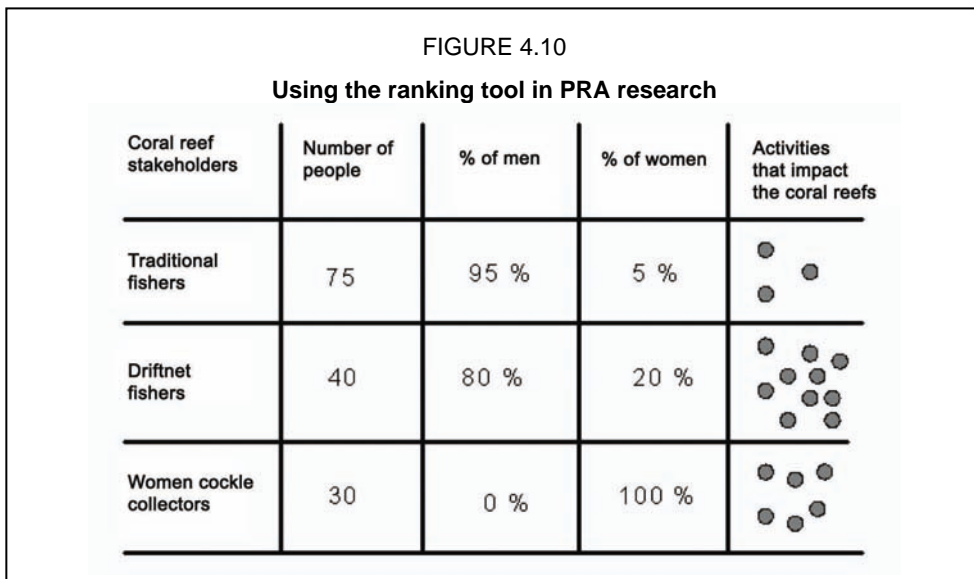 FIGURE 4.10
Using the ranking tool in PRA research
Coral reef
stakeholders
Number of
people
% of men
% of women
Activities
that impact
the coral reefs
Traditional
fishers
75
95 %
5 %
Driftnet
fishers
40
80 %
20 %
Women cockle
collectors
30
0 %
100 %